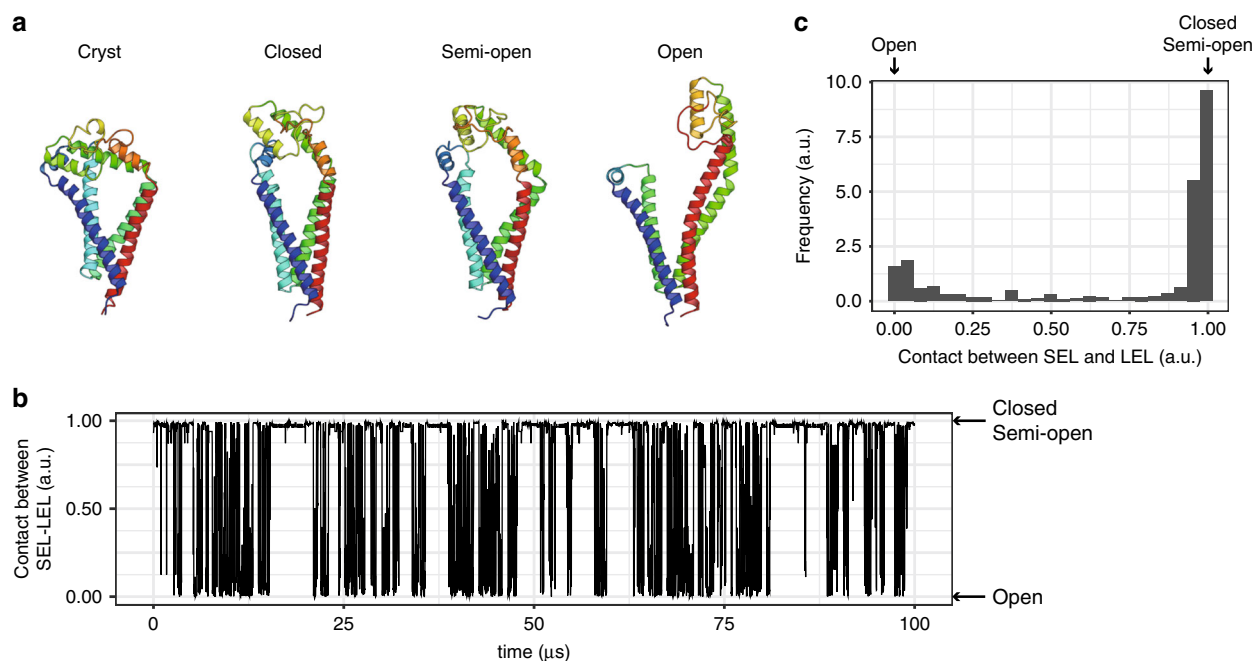 a
Cryst
Closed
Semi-open
Open
c
Open
Closed
Semi-open
10.0
7.5
5.0
2.5
0.0
Frequency (a.u.)
0.00
0.25
0.50
0.75
1.00
Contact between SEL and LEL (a.u.)
b
1.00
0.50
0.00
Contact between
SEL-LEL (a.u.)
Closed
Semi-open
Open
0
25
50
75
100
time (μs)